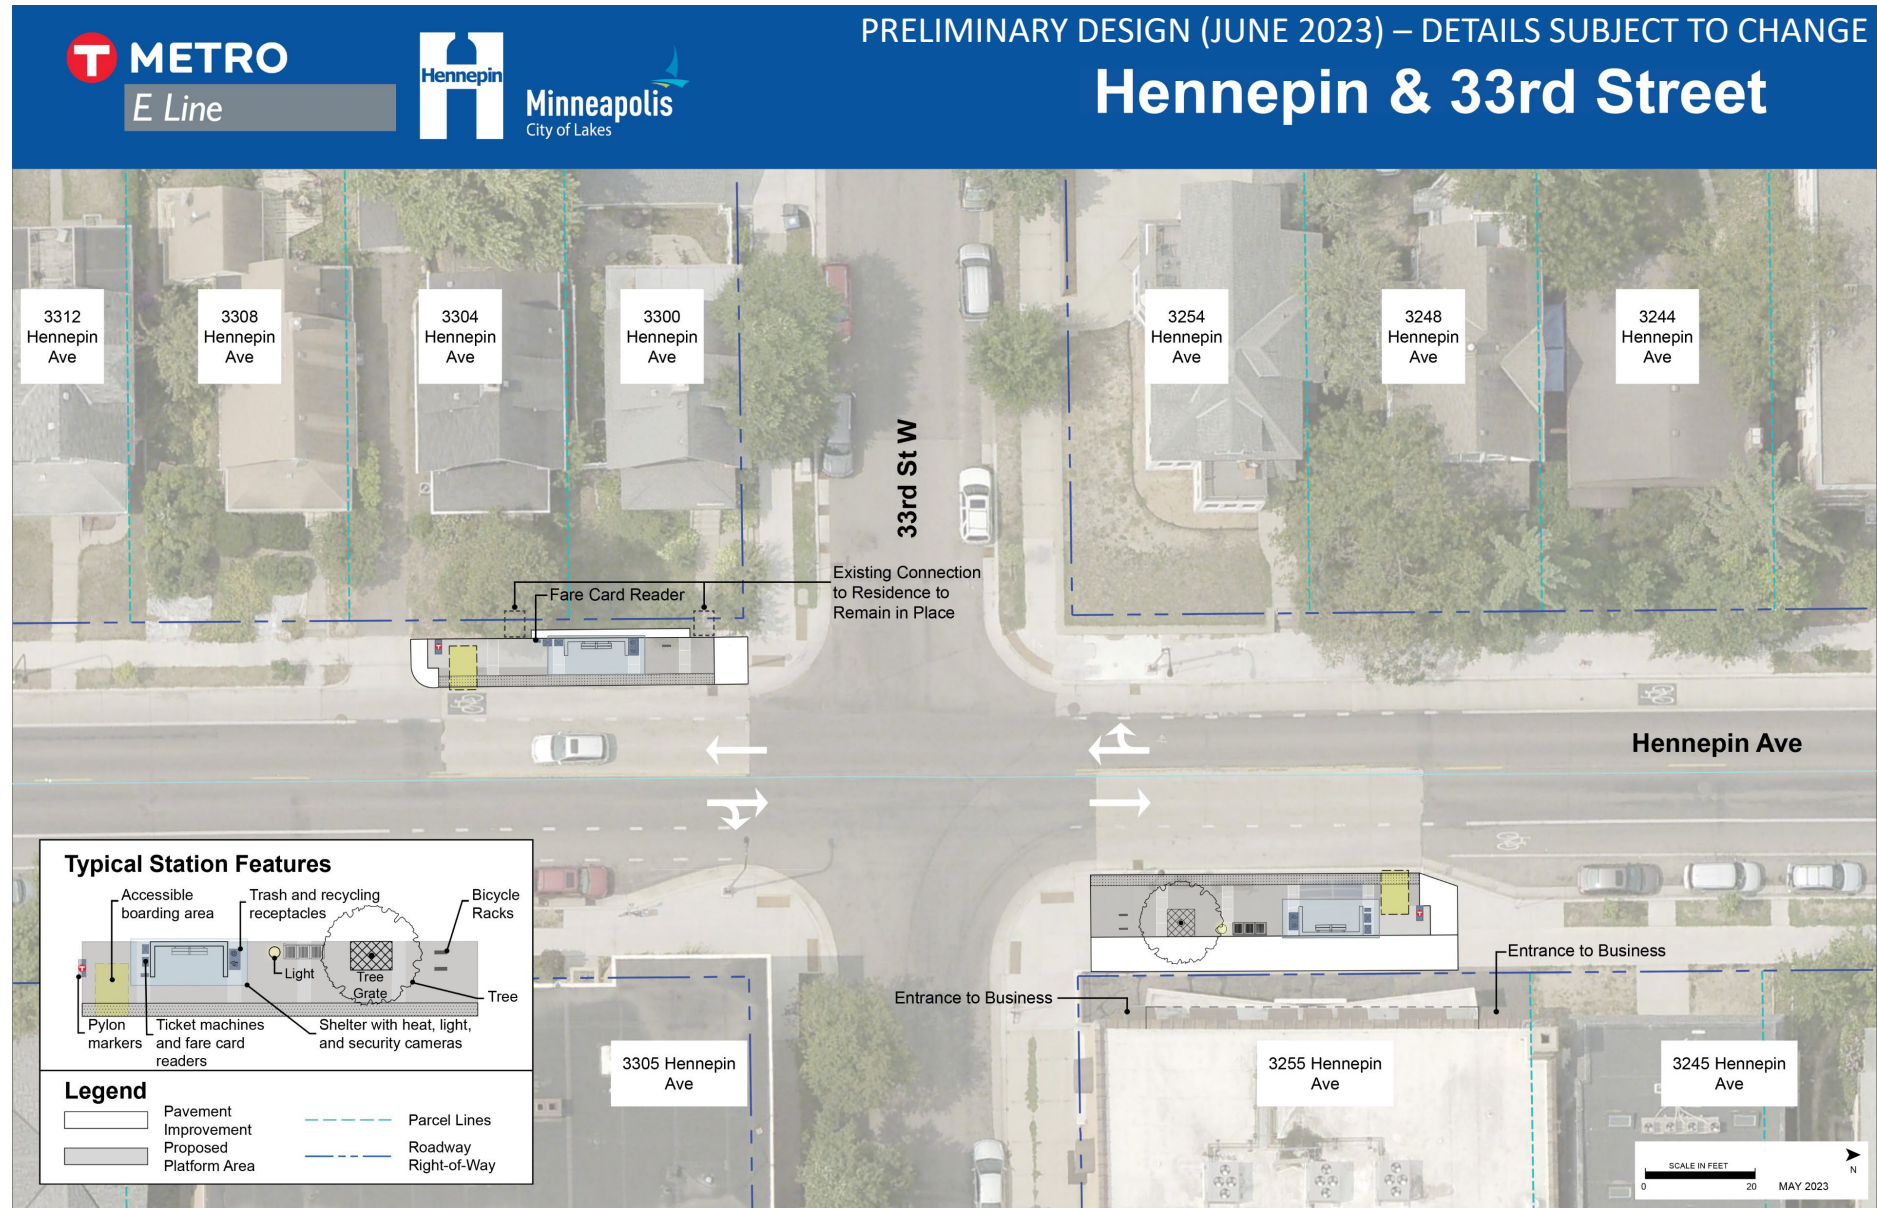 PRELIMINARY DESIGN (JUNE 2023) – DETAILS SUBJECT TO CHANGE
T METRO
E Line
Hennepin
Minneapolis
City of Lakes
Hennepin & 33rd Street
3312
Hennepin
Ave
3308
Hennepin
Ave
3304
Hennepin
Ave
3300
Hennepin
Ave
3254
Hennepin
Ave
3248
Hennepin
Ave
3244
Hennepin
Ave
33rd St W
Existing Connection
to Residence to
Remain in Place
Fare Card Reader
T
Hennepin Ave
T
Entrance to Business
Entrance to Business
3305 Hennepin
Ave
3255 Hennepin
Ave
3245 Hennepin
Ave
Typical Station Features
Accessible
boarding area
Trash and recycling
receptacles
Bicycle
Racks
T
Light
Tree
Grate
Tree
Pylon
markers
Ticket machines
and fare card
readers
Shelter with heat, light,
and security cameras
Legend
Pavement
Improvement
Proposed
Platform Area
Parcel Lines
Roadway
Right-of-Way
SCALE IN FEET
0 20
MAY 2023
N